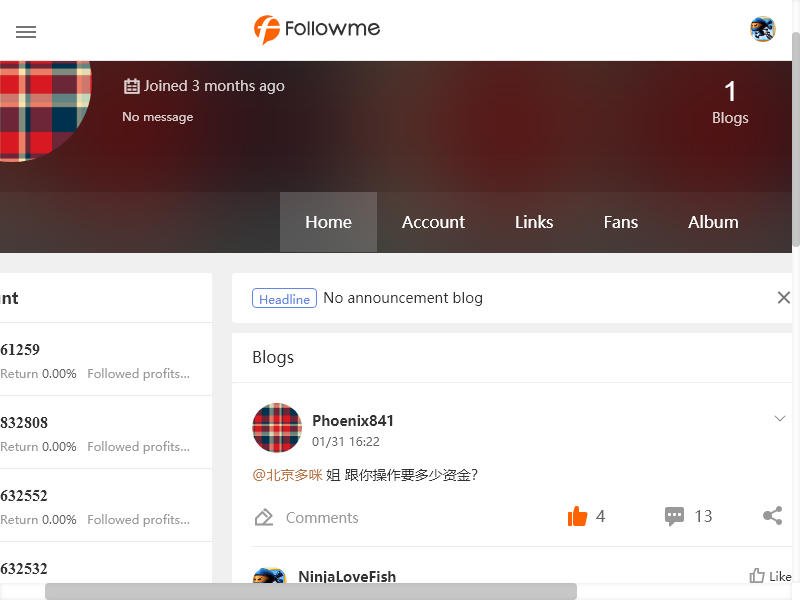 Followme
Joined 3 months ago
No message
1
Blogs
Home Account Links Fans Album
nt
61259
Return 0.00% Followed profits...
832808
Return 0.00% Followed profits...
632552
Return 0.00% Followed profits...
632532
Headline No announcement blog
Blogs
Phoenix841
01/31 16:22
@北京多咪 姐 跟你操作要多少资金?
Comments 4 13
NinjaLoveFish
Like